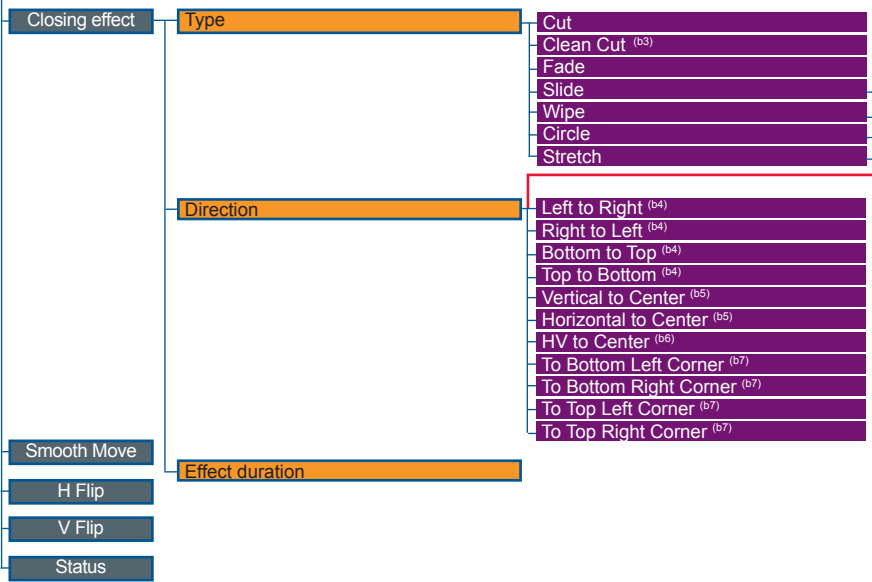 Closing effect
Type
Cut
Clean Cut (b3)
Fade
Slide
Wipe
Circle
Stretch
Direction
Left to Right (b4)
Right to Left (b4)
Bottom to Top (b4)
Top to Bottom (b4)
Vertical to Center (b5)
Horizontal to Center (b5)
HV to Center (b6)
To Bottom Left Corner (b7)
To Bottom Right Corner (b7)
To Top Left Corner (b7)
To Top Right Corner (b7)
Smooth Move
Effect duration
H Flip
V Flip
Status